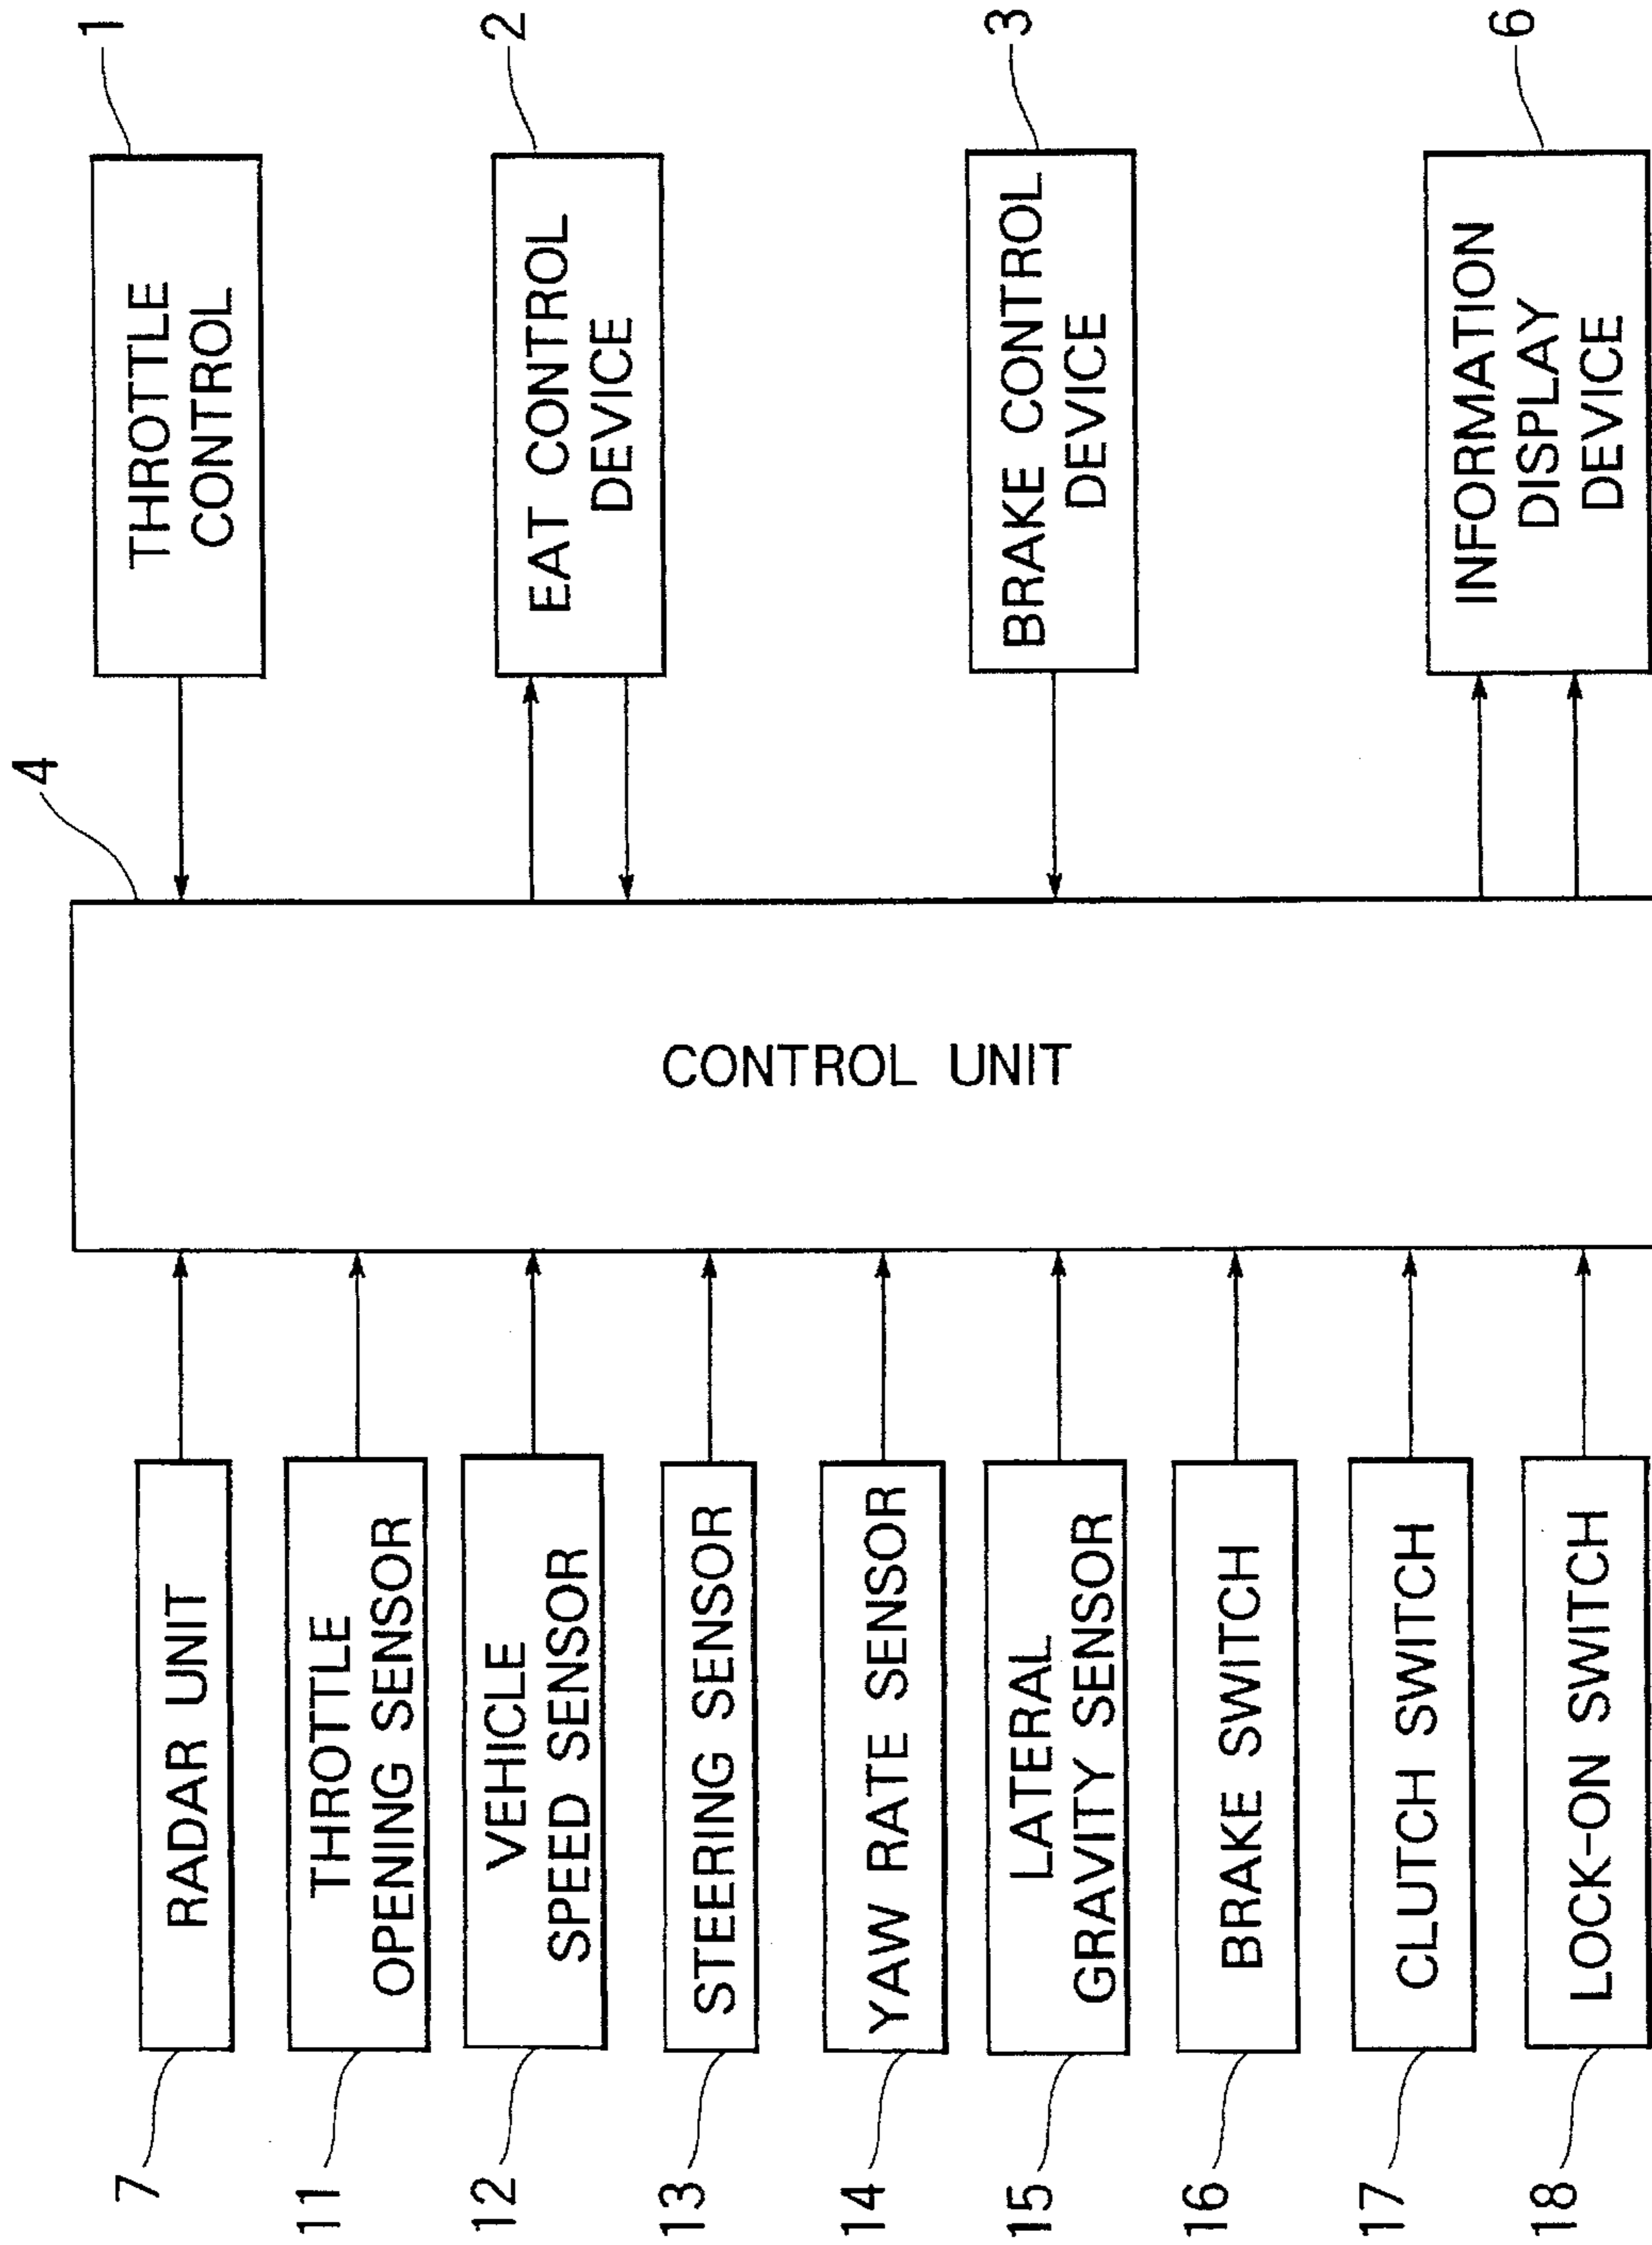 7
RADAR UNIT
11
THROTTLE
OPENING SENSOR
12
VEHICLE
SPEED SENSOR
13
STEERING SENSOR
14
YAW RATE SENSOR
15
LATERAL
GRAVITY SENSOR
16
BRAKE SWITCH
17
CLUTCH SWITCH
18
LOCK-ON SWITCH
4
CONTROL UNIT
1
THROTTLE
CONTROL
2
EAT CONTROL
DEVICE
3
BRAKE CONTROL
DEVICE
6
INFORMATION
DISPLAY
DEVICE